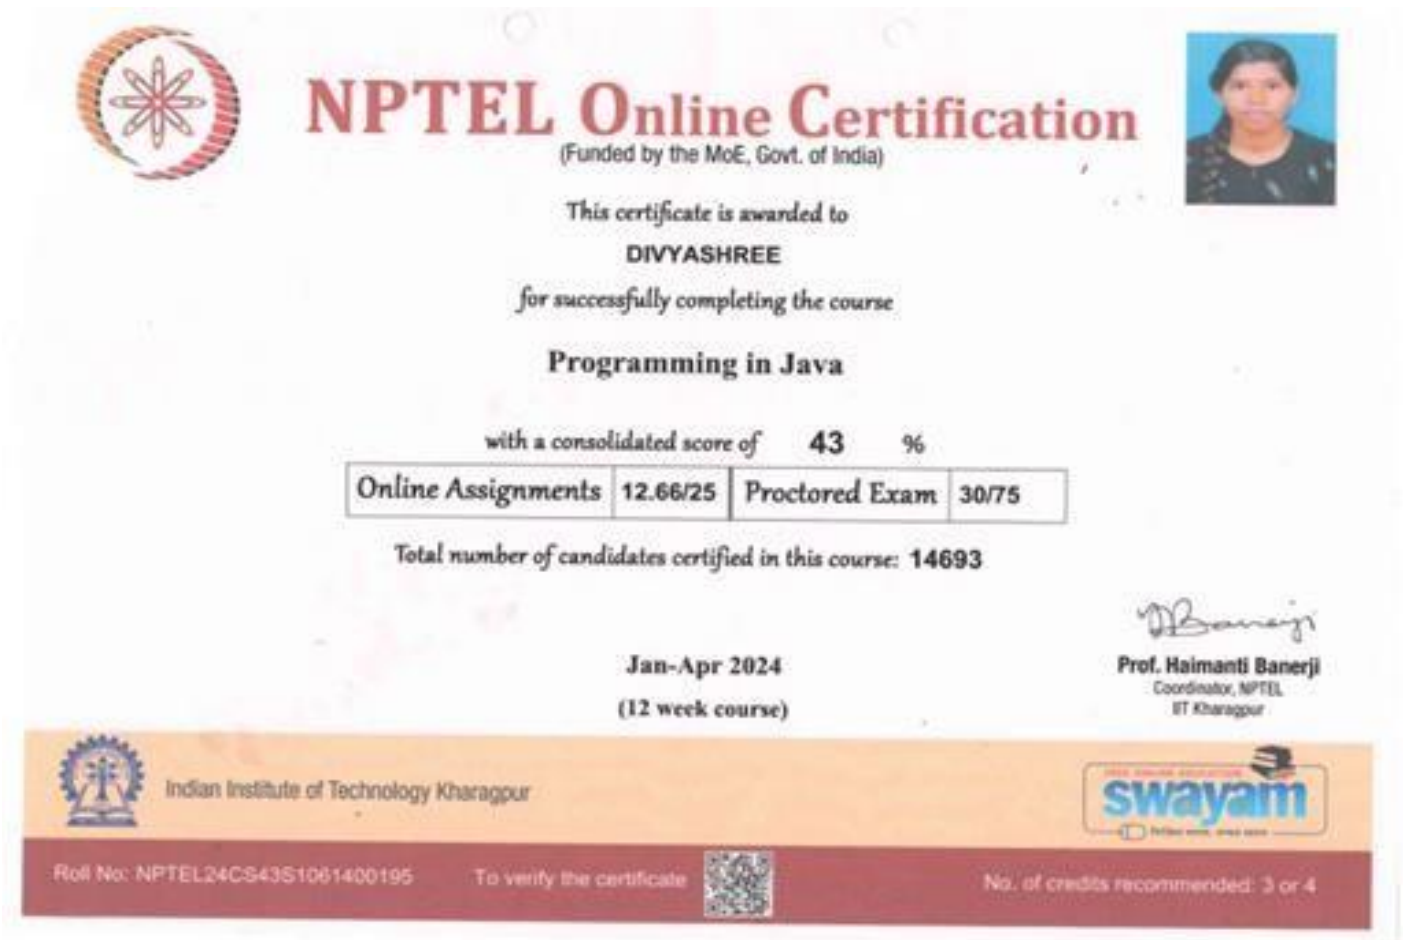 NPTEL Online Certification
(Funded by the MoE, Govt. of India)
This certificate is awarded to
DIVYASHREE
for successfully completing the course
Programming in Java
with a consolidated score of 43 %
Online Assignments 12.66/25 Proctored Exam 30/75
Total number of candidates certified in this course: 14693
Jan-Apr 2024
(12 week course)
Prof. Haimanti Banerji
Coordinator, NPTEL
IIT Kharagpur
Indian Institute of Technology Kharagpur
FREE ONLINE EDUCATION
swayam
Roll No: NPTEL24CS43S1061400195 To verify the certificate No. of credits recommended: 3 or 4